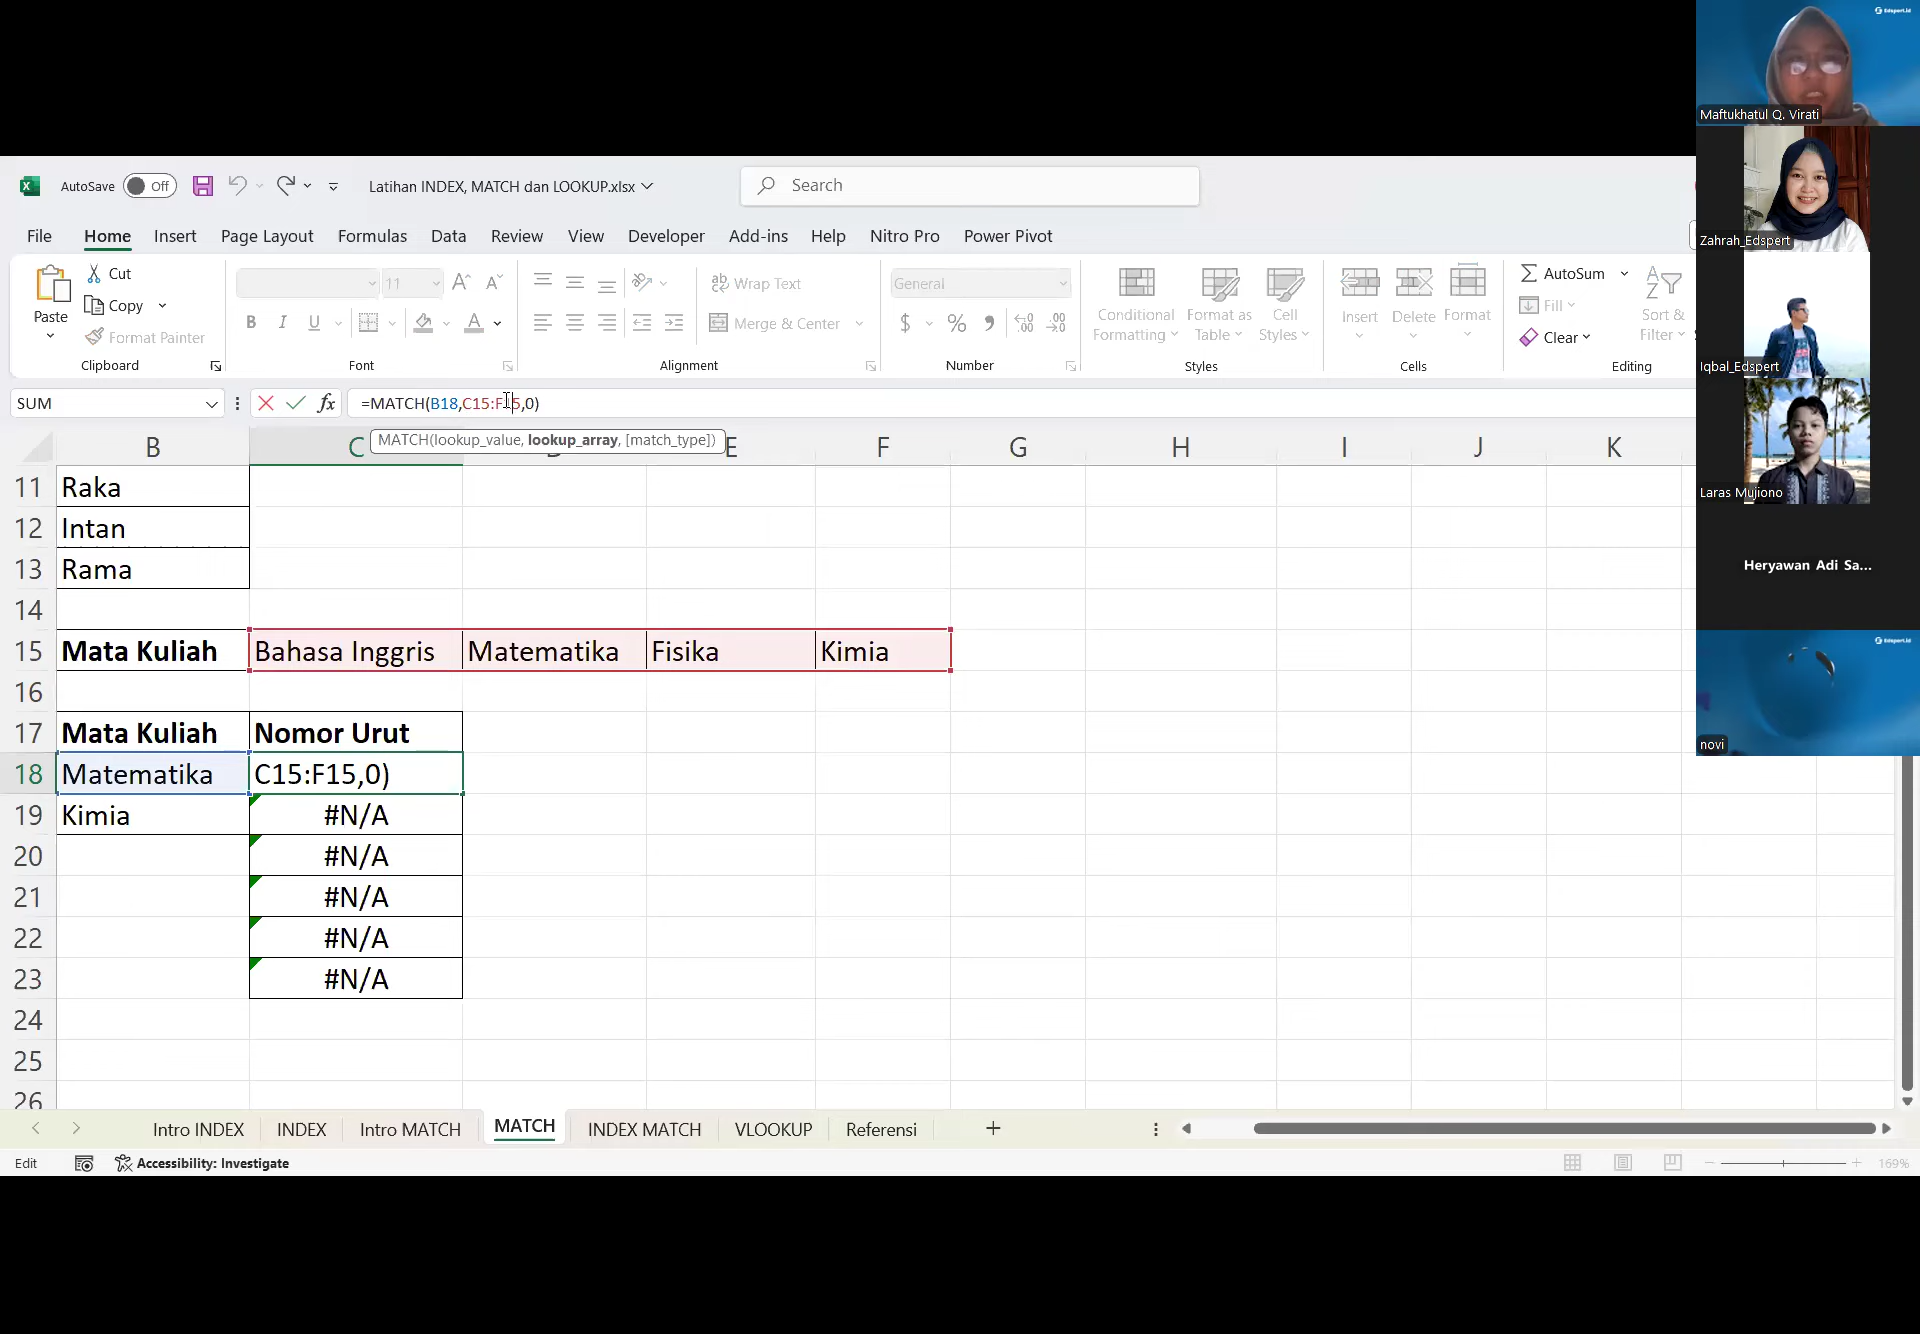 AutoSave Off Latihan INDEX, MATCH dan LOOKUP.xlsx Search
File Home Insert Page Layout Formulas Data Review View Developer Add-ins Help Nitro Pro Power Pivot
Paste Cut Copy Format Painter
Clipboard
11
B I U A
Font
Wrap Text
Merge & Center
Alignment
General
$ %
Number
Conditional Formatting Format as Table Cell Styles
Styles
Insert Delete Format
Cells
AutoSum
Fill
Clear
Sort & Filter
Editing
SUM fx =MATCH(B18,C15:F15,0)
MATCH(lookup_value, lookup_array, [match_type])
B C E F G H I J K
11 Raka
12 Intan
13 Rama
14
15 Mata Kuliah Bahasa Inggris Matematika Fisika Kimia
16
17 Mata Kuliah Nomor Urut
18 Matematika C15:F15,0)
19 Kimia #N/A
20 #N/A
21 #N/A
22 #N/A
23 #N/A
24
25
26
Intro INDEX INDEX Intro MATCH MATCH INDEX MATCH VLOOKUP Referensi
Edit Accessibility: Investigate 169%
Edspert.id
Maftukhatul Q. Virati
Zahrah_Edspert
Iqbal_Edspert
Laras Mujiono
Heryawan Adi Sa...
Edspert.id
novi